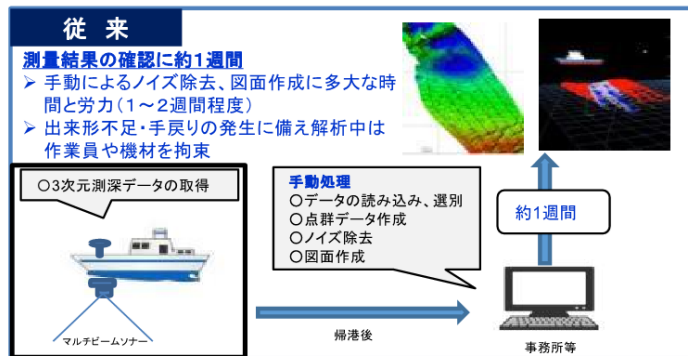 従 来
測量結果の確認に約1週間
➢ 手動によるノイズ除去、図面作成に多大な時
間と労力(1～2週間程度)
➢ 出来形不足・手戻りの発生に備え解析中は
作業員や機材を拘束
○3次元測深データの取得
マルチビームソナー
手動処理
○データの読み込み、選別
○点群データ作成
○ノイズ除去
○図面作成
約1週間
帰港後
事務所等